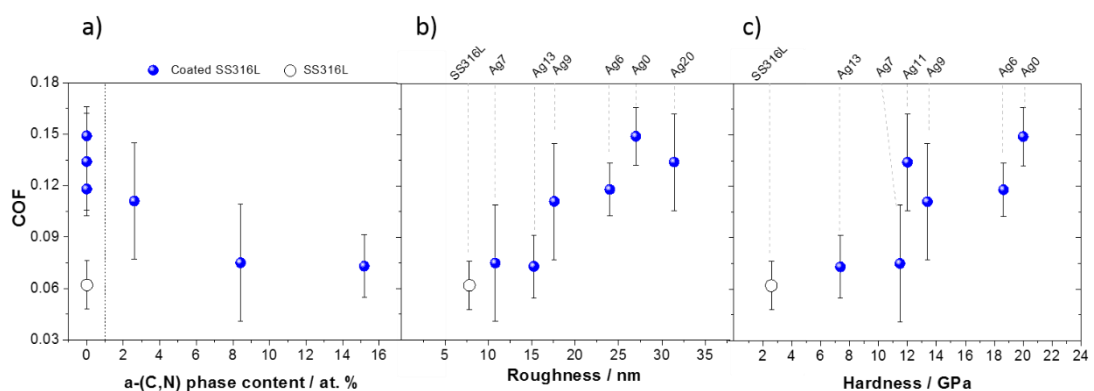 a)
b)
c)
Coated SS316L
SS316L
SS316L
Ag7
Ag13
Ag9
Ag6
Ag0
Ag20
SS316L
Ag13
Ag7
Ag11
Ag9
Ag6
Ag0
COF
0.18
0.15
0.12
0.09
0.06
0.03
0 2 4 6 8 10 12 14 16
5 10 15 20 25 30 35
2 4 6 8 10 12 14 16 18 20 22 24
a-(C,N) phase content / at. %
Roughness / nm
Hardness / GPa